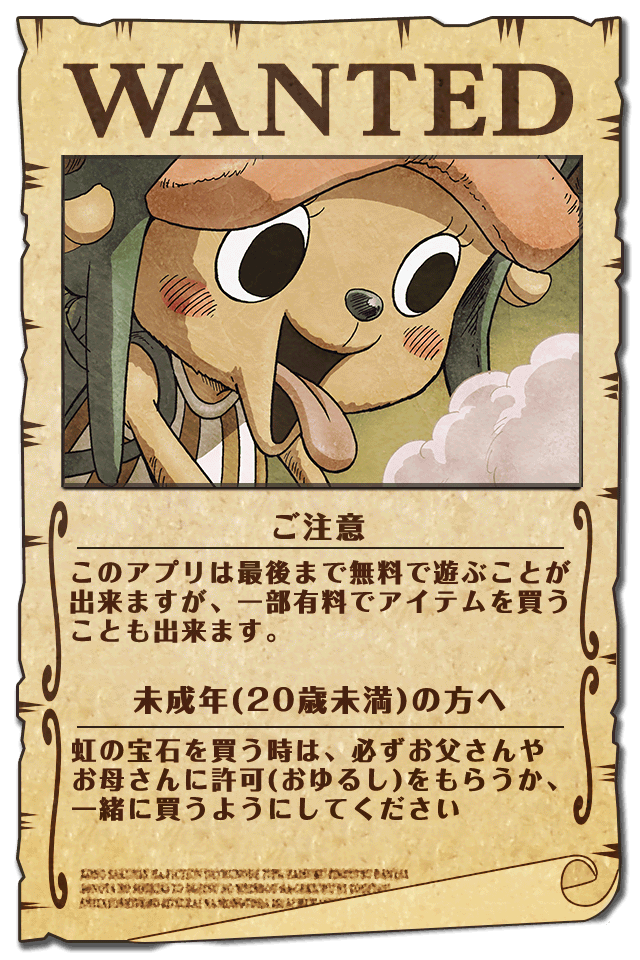 WANTED
ご注意
このアプリは最後まで無料で遊ぶことが
出来ますが、一部有料でアイテムを買う
ことも出来ます。
未成年(20歳未満)の方へ
虹の宝石を買う時は、必ずお父さんや
お母さんに許可(おゆるし)をもらうか、
一緒に買うようにしてください